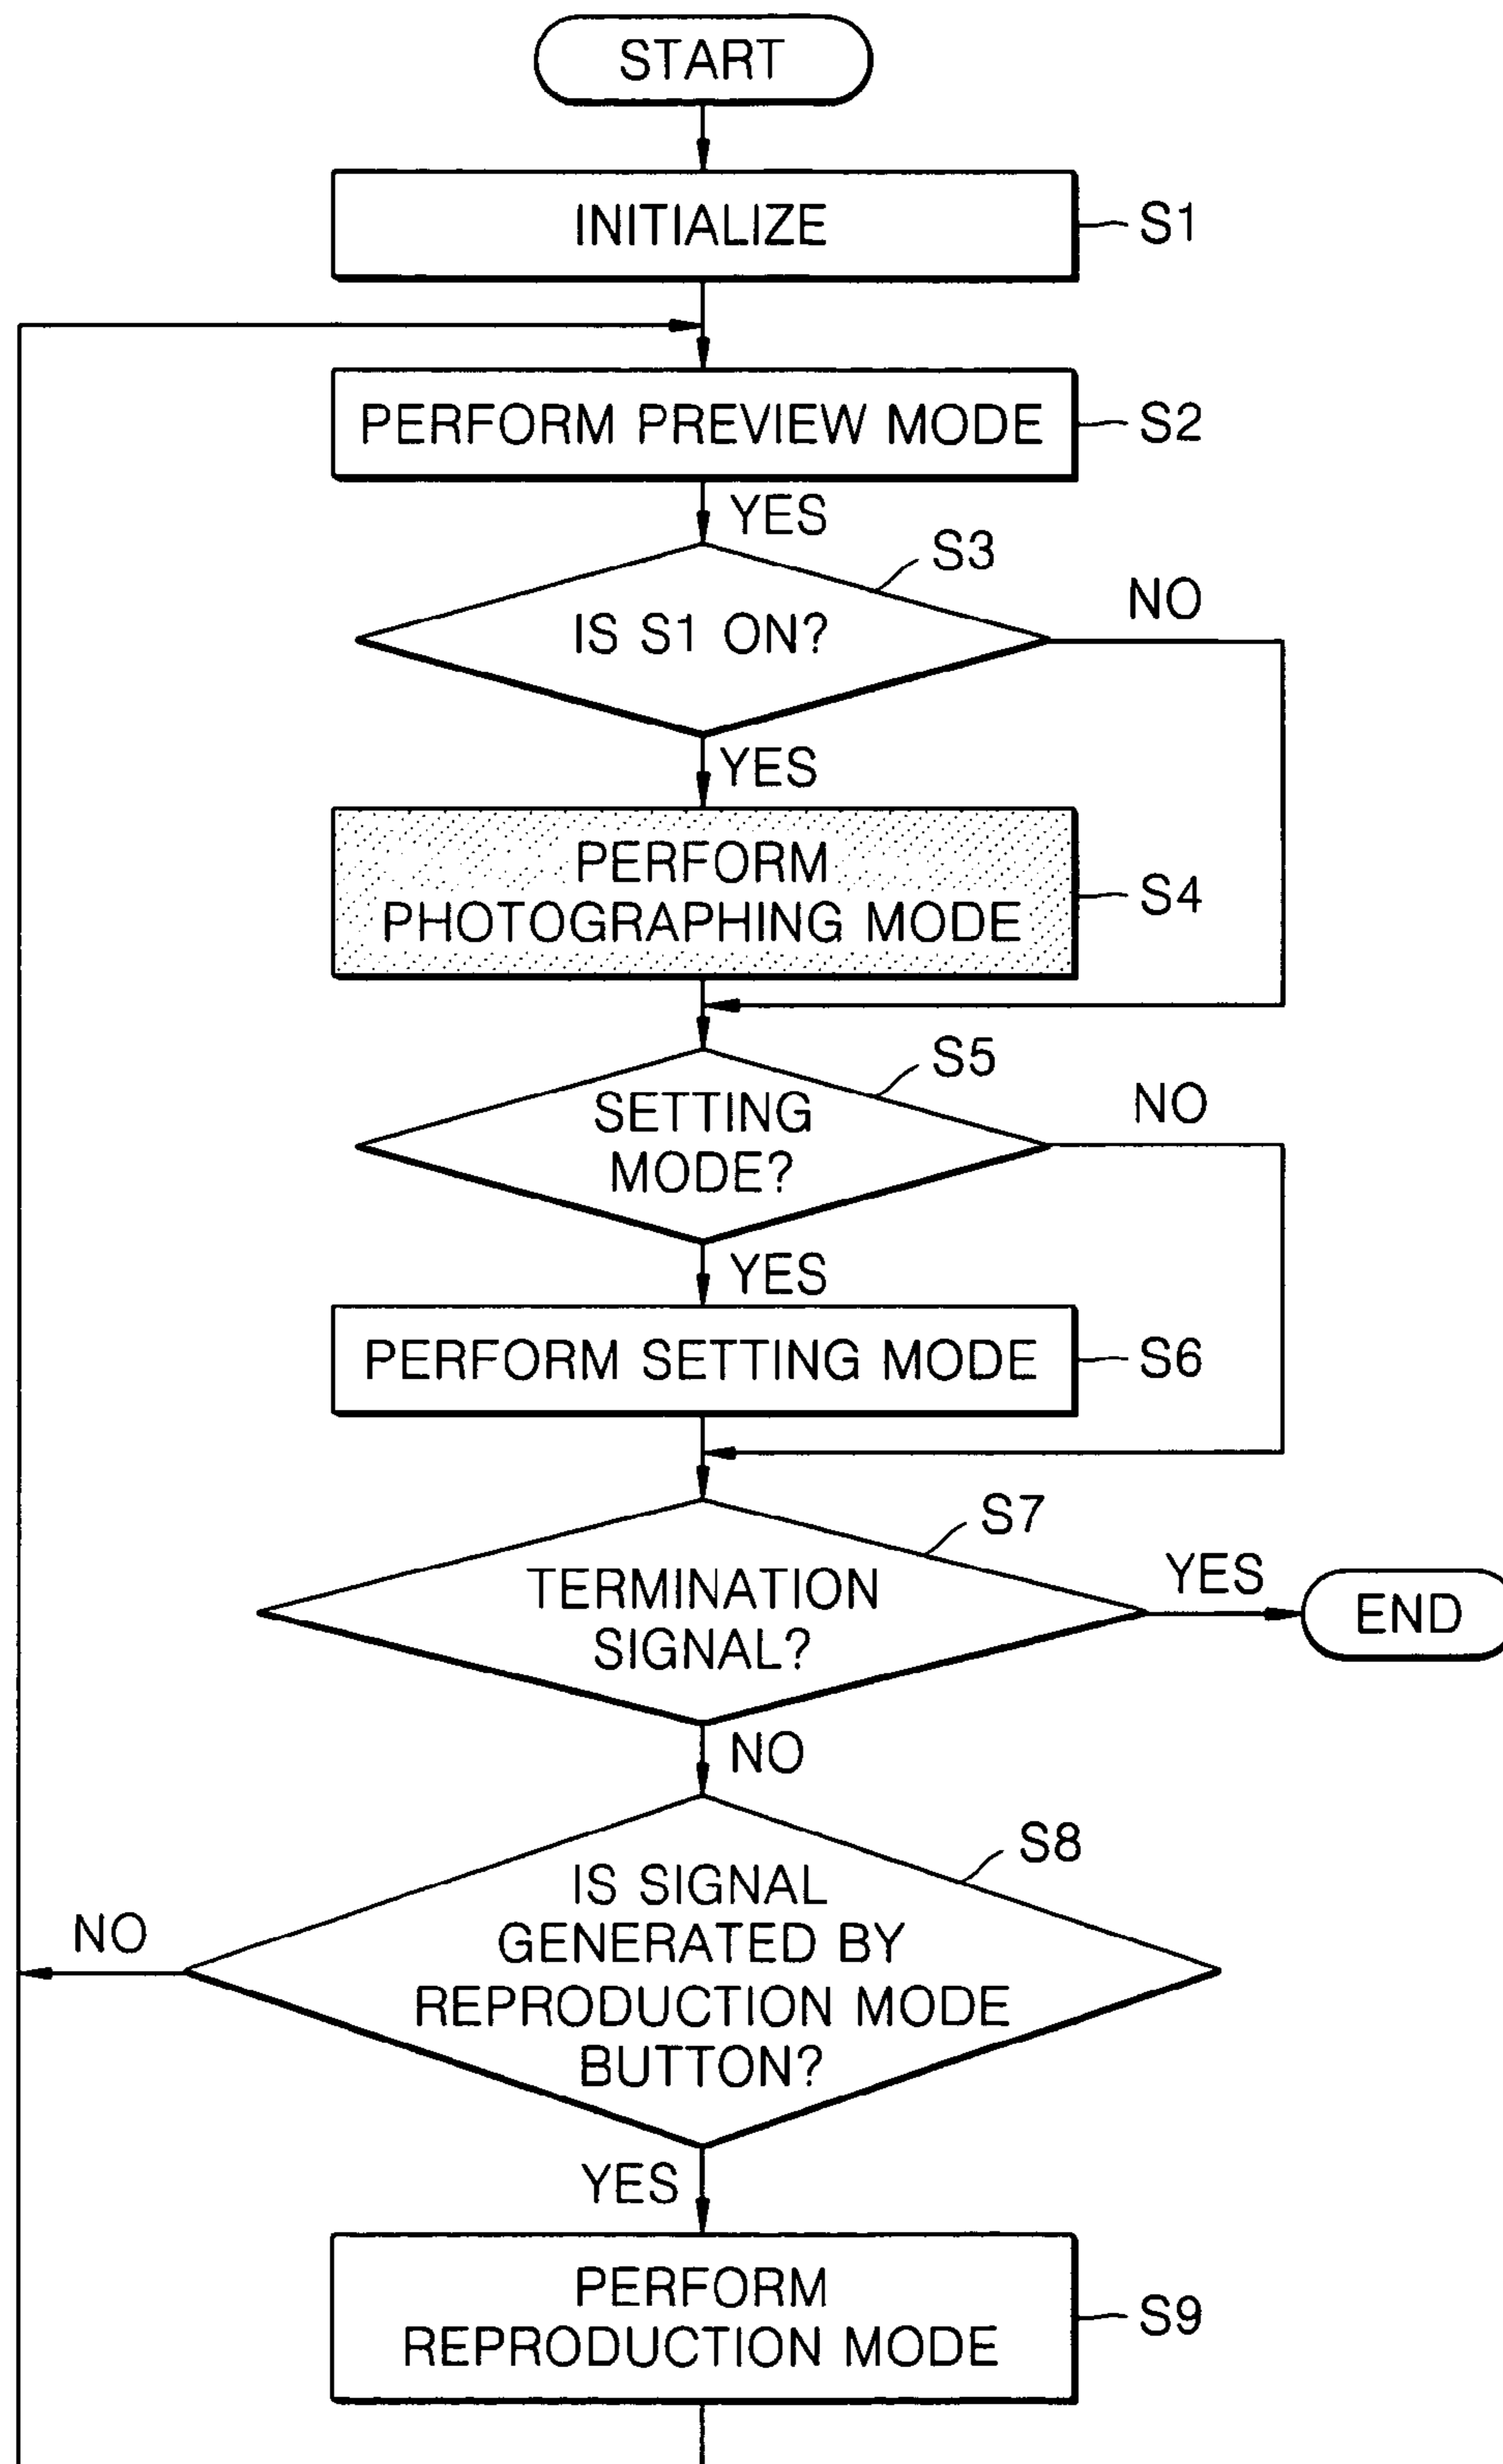 START
INITIALIZE
S1
PERFORM PREVIEW MODE
S2
YES
S3
IS S1 ON?
NO
YES
PERFORM
PHOTOGRAPHING MODE
S4
S5
SETTING
MODE?
NO
YES
PERFORM SETTING MODE
S6
S7
TERMINATION
SIGNAL?
YES
END
NO
S8
IS SIGNAL
GENERATED BY
REPRODUCTION MODE
BUTTON?
NO
YES
PERFORM
REPRODUCTION MODE
S9